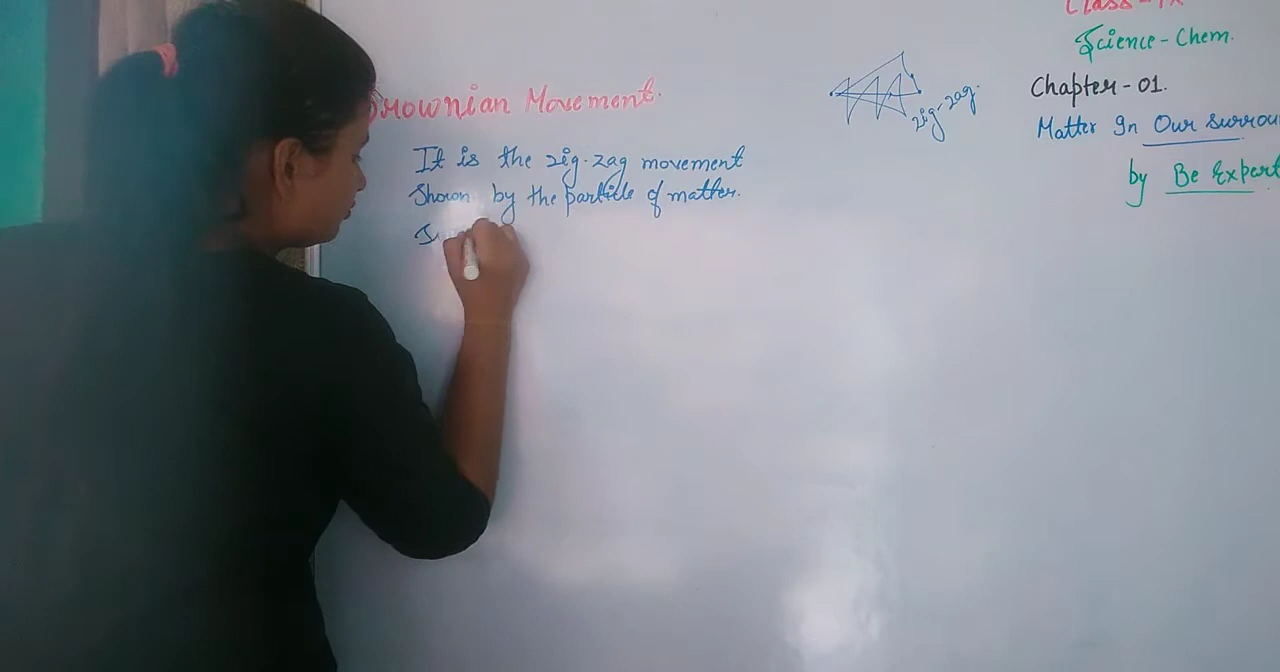 Class - IX
Science - Chem.
Chapter - 01.
Matter In Our Surrou
by Be Expert
Brownian Movement.
zig-zag.
It is the zig-zag movement
Shown by the particle of matter.